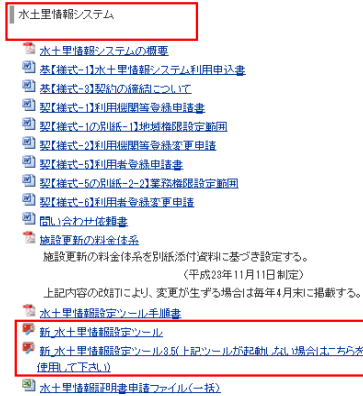 水土里情報システム
水土里情報システムの概要
基【様式-1】水土里情報システム利用申込書
基【様式-3】契約の締結について
契【様式-1】利用機関等登録申請書
契【様式-1の別紙-1】地域権限設定範囲
契【様式-2】利用機関等登録変更申請
契【様式-5】利用者登録申請書
契【様式-5の別紙-2-2】業務権限設定範囲
契【様式-6】利用者登録変更申請
問い合わせ依頼書
施設更新の料金体系
施設更新の料金体系を別紙添付資料に基づき設定する。
(平成23年11月11日制定)
上記内容の改訂により、変更が生ずる場合は毎年4月末に掲載する。
水土里情報設定ツール手順書
新_水土里情報設定ツール
新_水土里情報設定ツール3.5(上記ツールが起動しない場合はこちらを
使用して下さい)
水土里情報証明書申請ファイル(一括)